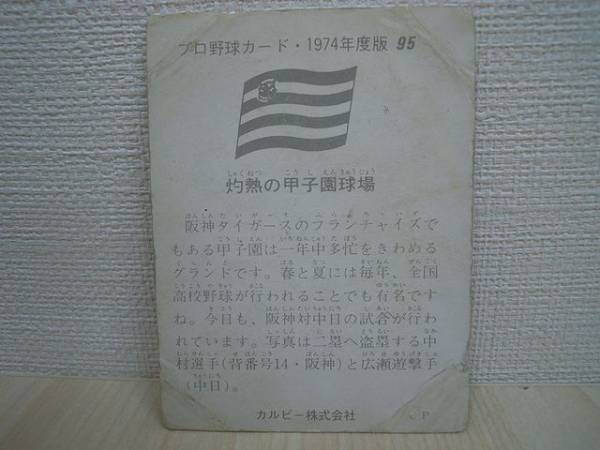 プロ野球カード・1974年度版 95
灼熱の甲子園球場
阪神タイガースのフランチャイズで
もある甲子園は一年中多忙をきわめる
グランドです。春と夏には毎年、全国
高校野球が行われることでも有名です
ね。今日も、阪神対中日の試合が行わ
れています。写真は二塁へ盗塁する中
村選手(背番号14・阪神)と広瀬遊撃手
(中日)。
カルビー株式会社